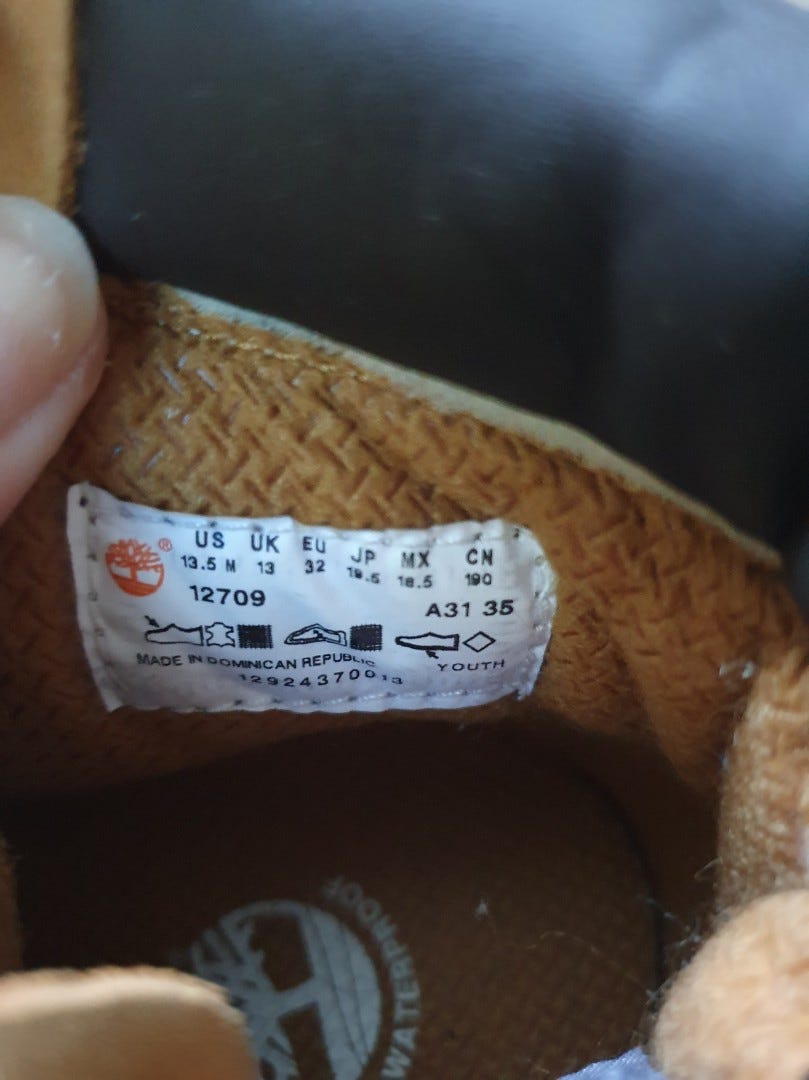 US UK EU JP MX CN
13.5 M 13 32 19.5 18.5 190
12709
A31 35
MADE IN DOMINICAN REPUBLIC
YOUTH
12924370013
WATERPROOF